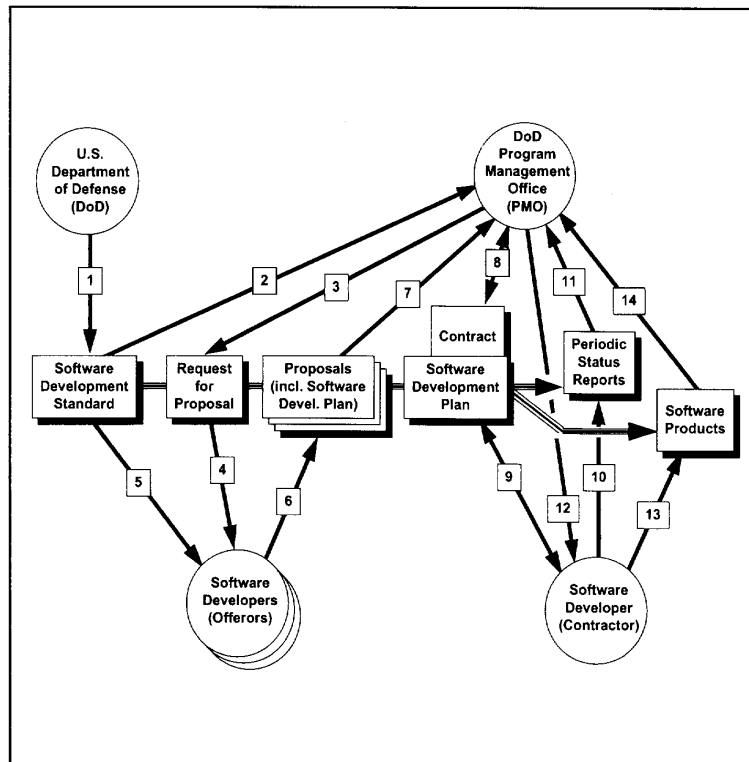 U.S.
Department
of Defense
(DoD)
DoD
Program
Management
Office
(PMO)
1
2
3
7
8
11
14
Software
Development
Standard
Request
for
Proposal
Proposals
(incl. Software
Devel. Plan)
Contract
Software
Development
Plan
Periodic
Status
Reports
Software
Products
5
4
6
9
12
10
13
Software
Developers
(Offerors)
Software
Developer
(Contractor)